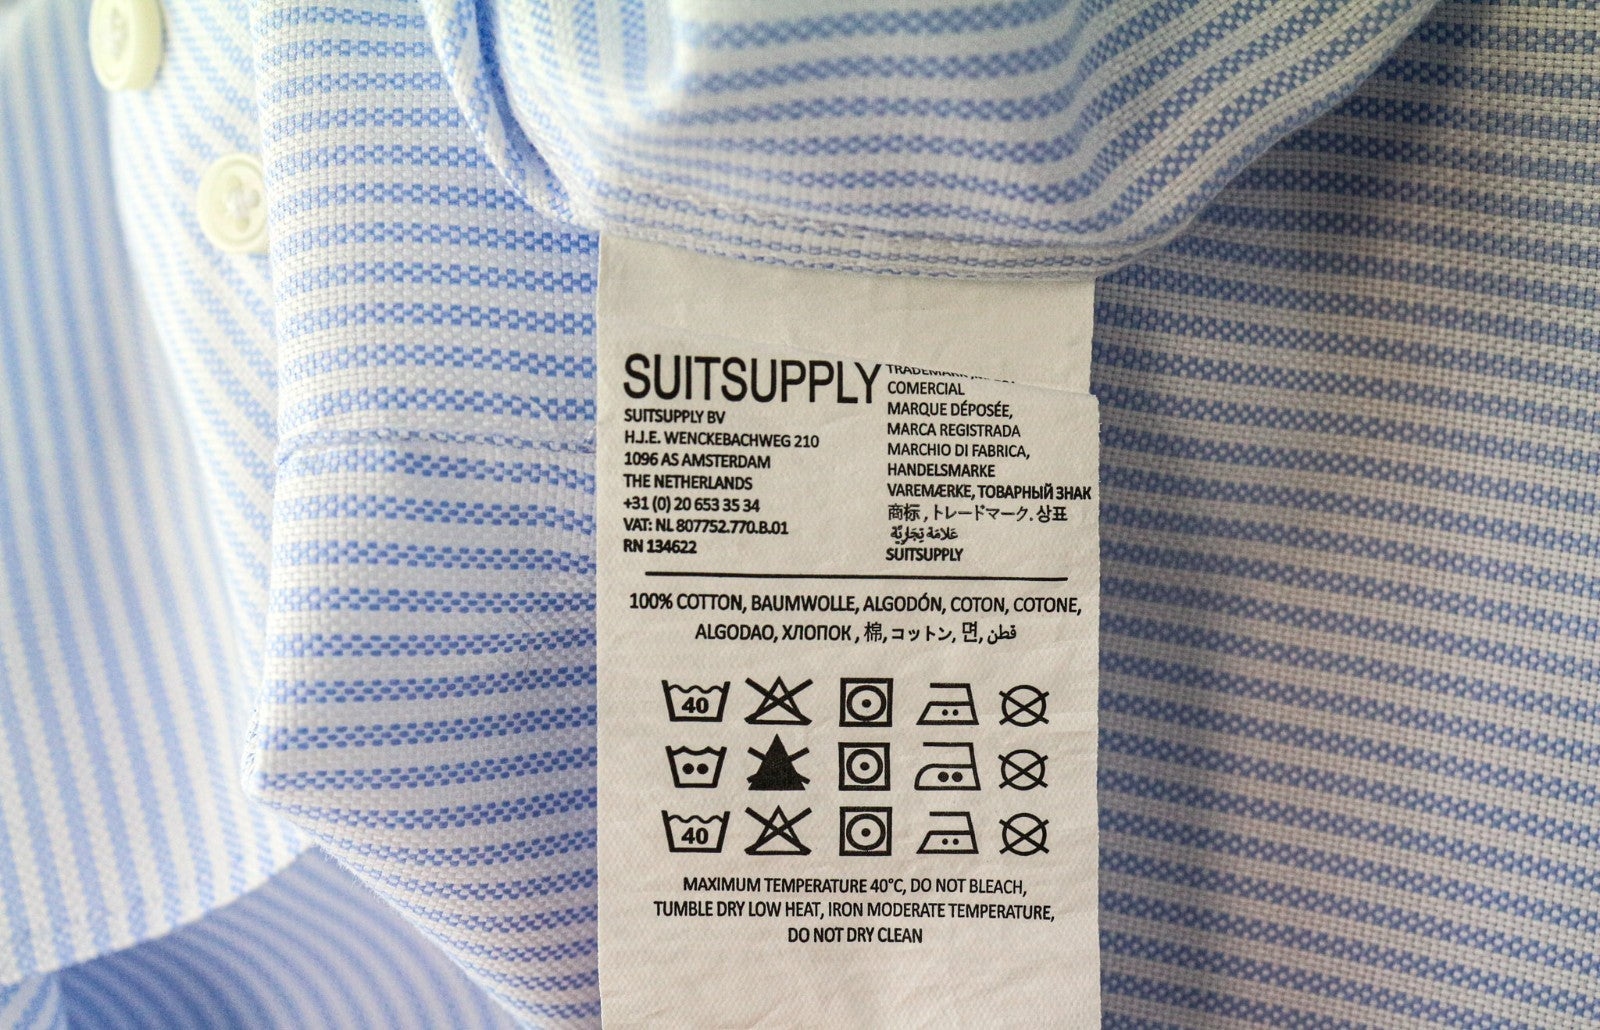 SUITSUPPLY
SUITSUPPLY BV
H.J.E. WENCKEBACHWEG 210
1096 AS AMSTERDAM
THE NETHERLANDS
+31 (0) 20 653 35 34
VAT: NL 807752.770.B.01
RN 134622
TRADEMARK
COMERCIAL
MARQUE DÉPOSÉE,
MARCA REGISTRADA
MARCHIO DI FABRICA,
HANDELSMARKE
VAREMÆRKE, ТОВАРНЫЙ ЗНАК
商标 , トレードマーク. 상표
عَلامَة تِجَارِيَّة
SUITSUPPLY
100% COTTON, BAUMWOLLE, ALGODÓN, COTON, COTONE,
ALGODAO, ХЛОПОК , 棉, コットン, 면, قطن
40
40
MAXIMUM TEMPERATURE 40°C, DO NOT BLEACH,
TUMBLE DRY LOW HEAT, IRON MODERATE TEMPERATURE,
DO NOT DRY CLEAN